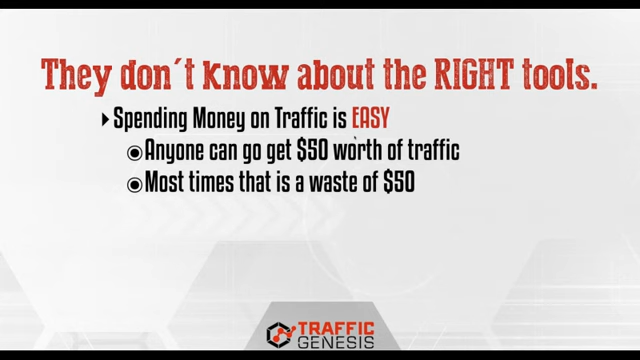 They don´t know about the RIGHT tools.
Spending Money on Traffic is EASY
Anyone can go get $50 worth of traffic
Most times that is a waste of $50
TRAFFIC
GENESIS